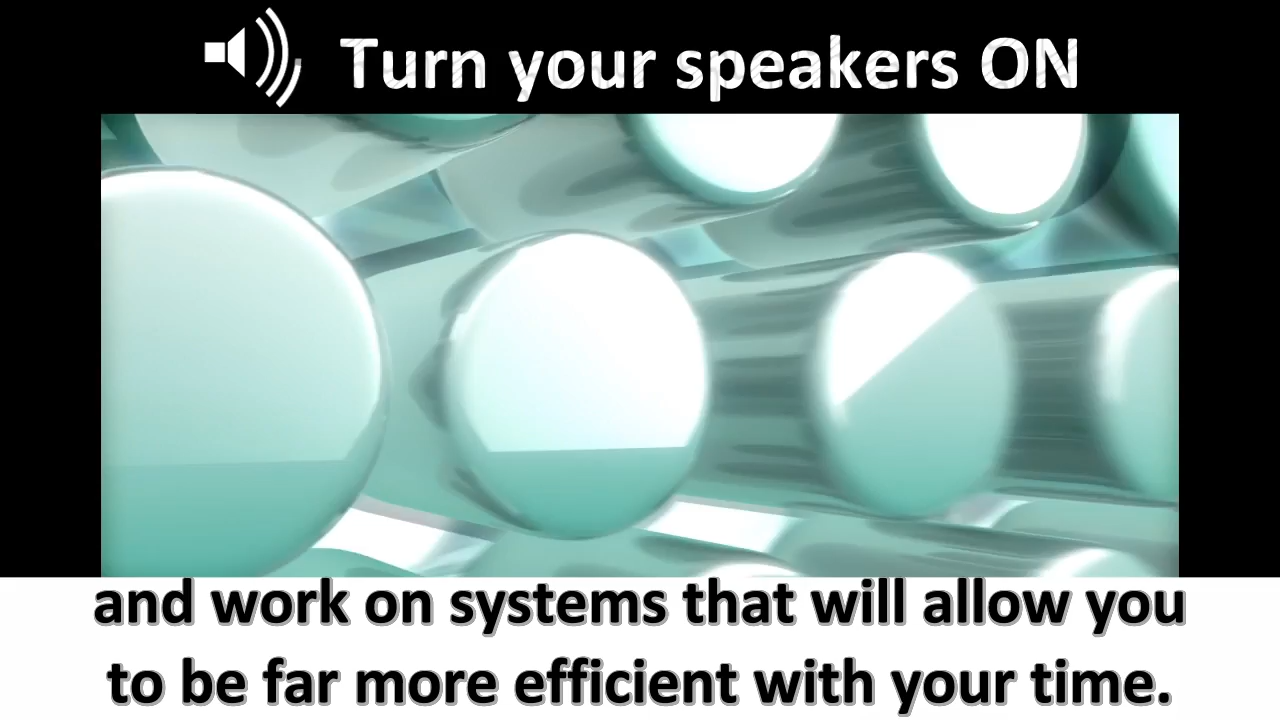 Turn your speakers ON
and work on systems that will allow you
to be far more efficient with your time.